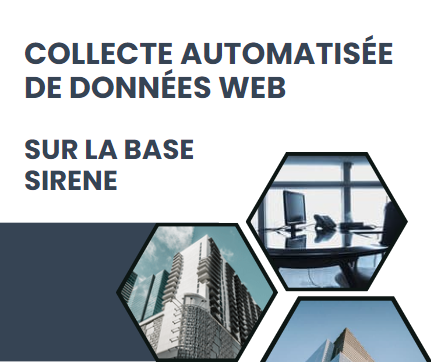 COLLECTE AUTOMATISÉE
DE DONNÉES WEB
SUR LA BASE
SIRENE